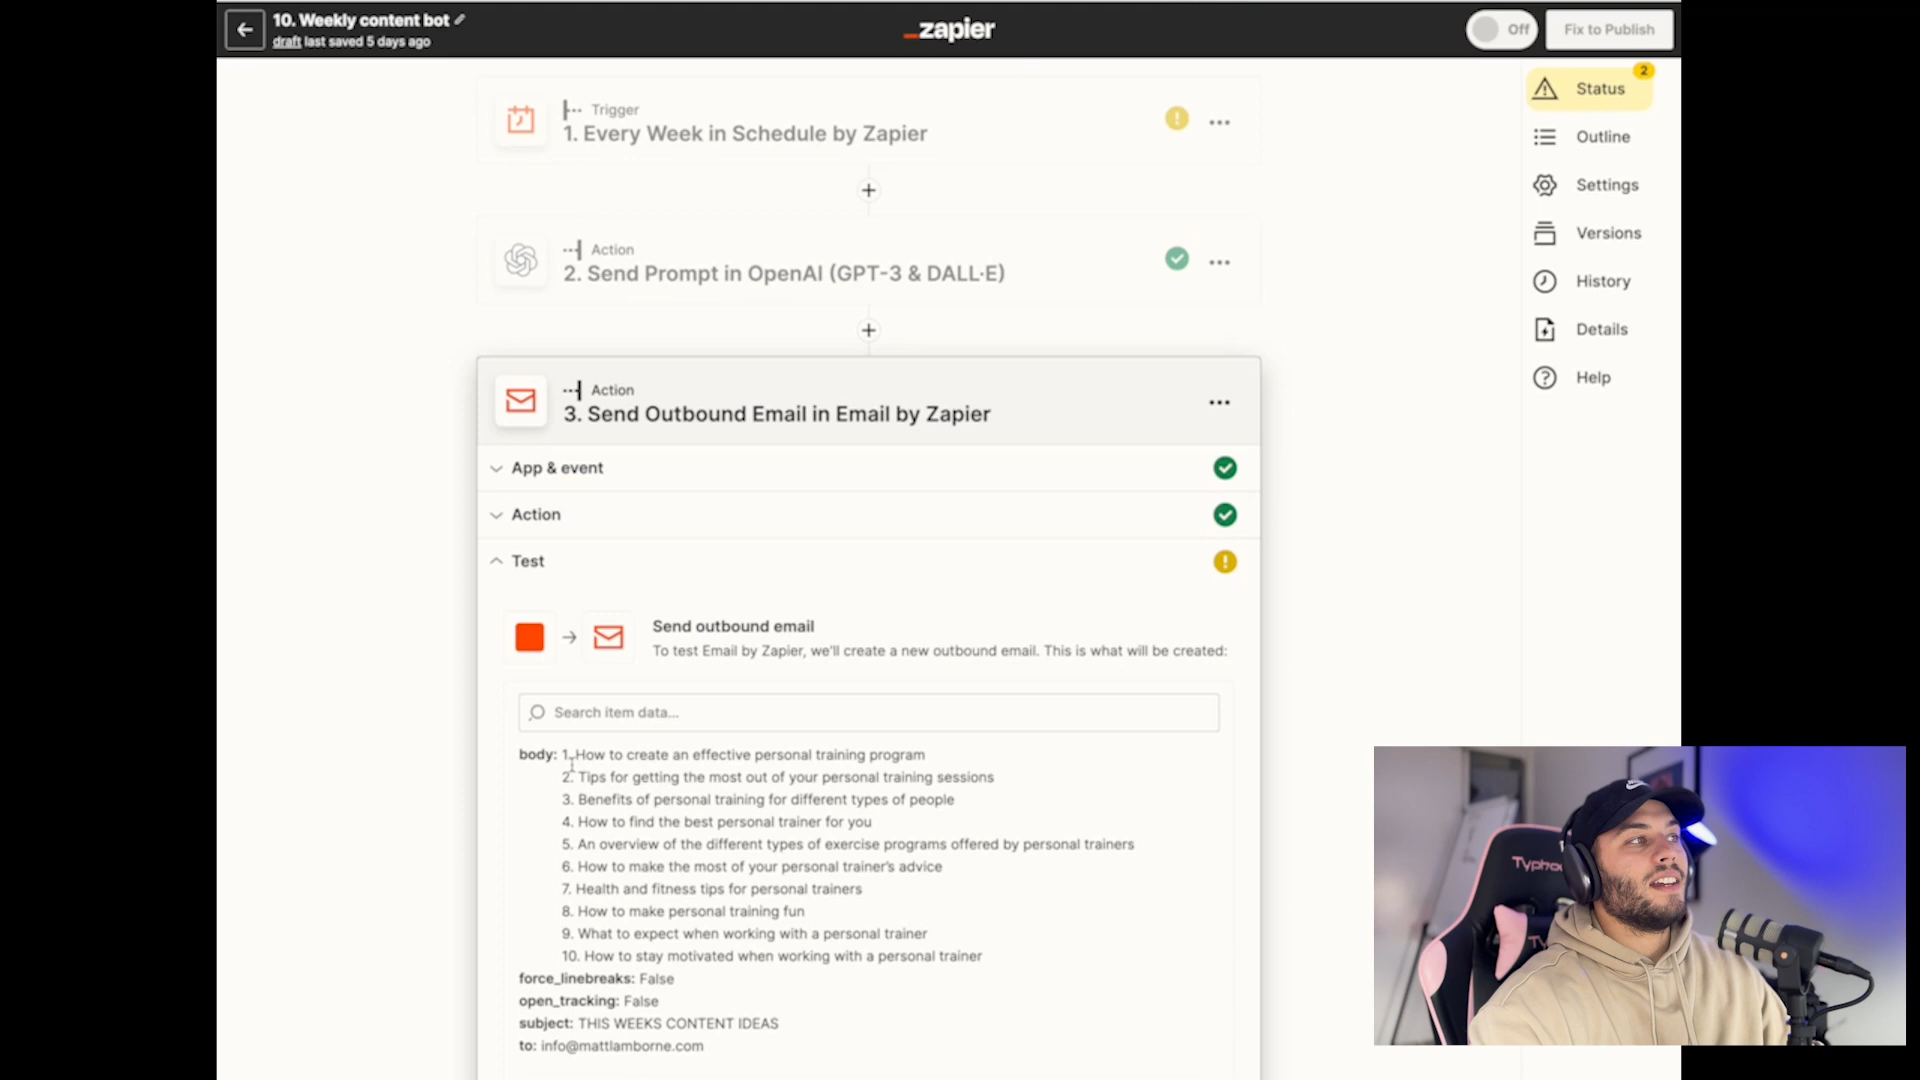 10. Weekly content bot
draft last saved 5 days ago
zapier
Off
Fix to Publish
2
Status
Outline
Settings
Versions
History
Details
Help
Trigger
1. Every Week in Schedule by Zapier
Action
2. Send Prompt in OpenAI (GPT-3 & DALL·E)
Action
3. Send Outbound Email in Email by Zapier
App & event
Action
Test
Send outbound email
To test Email by Zapier, we'll create a new outbound email. This is what will be created:
Search item data...
body: 1. How to create an effective personal training program
2. Tips for getting the most out of your personal training sessions
3. Benefits of personal training for different types of people
4. How to find the best personal trainer for you
5. An overview of the different types of exercise programs offered by personal trainers
6. How to make the most of your personal trainer's advice
7. Health and fitness tips for personal trainers
8. How to make personal training fun
9. What to expect when working with a personal trainer
10. How to stay motivated when working with a personal trainer
force_linebreaks: False
open_tracking: False
subject: THIS WEEKS CONTENT IDEAS
to: info@mattlamborne.com